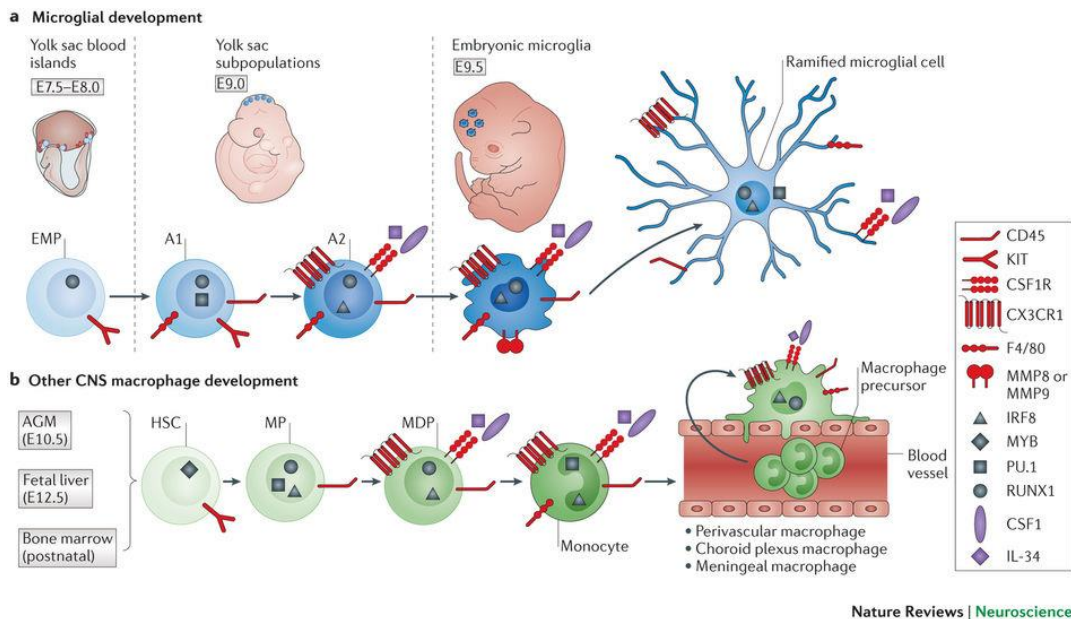 a Microglial development
Yolk sac blood
islands
E7.5–E8.0
Yolk sac
subpopulations
E9.0
Embryonic microglia
E9.5
Ramified microglial cell
EMP
A1
A2
CD45
KIT
CSF1R
CX3CR1
F4/80
MMP8 or
MMP9
IRF8
MYB
PU.1
RUNX1
CSF1
IL-34
b Other CNS macrophage development
AGM
(E10.5)
Fetal liver
(E12.5)
Bone marrow
(postnatal)
HSC
MP
MDP
Monocyte
Macrophage
precursor
Blood
vessel
• Perivascular macrophage
• Choroid plexus macrophage
• Meningeal macrophage
Nature Reviews | Neuroscience